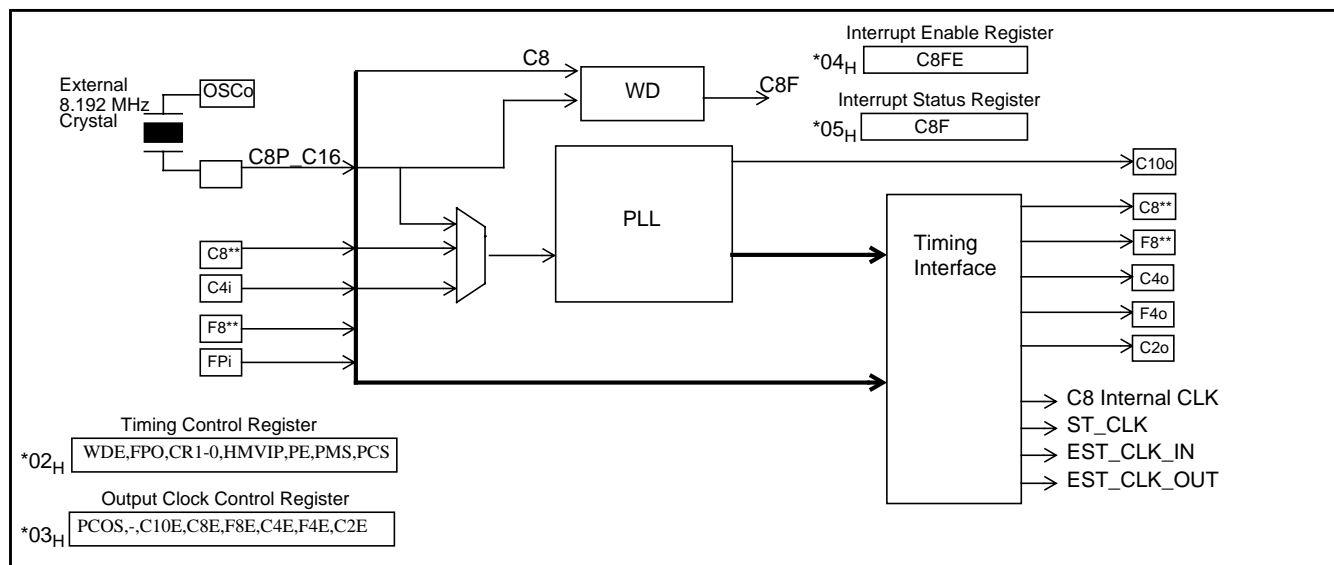 Interrupt Enable Register
*04H
C8FE
Interrupt Status Register
*05H
C8F
External
8.192 MHz
Crystal
OSCo
C8
WD
C8F
C8P_C16
PLL
C10o
C8**
C4i
F8**
FPi
Timing
Interface
C8**
F8**
C4o
F4o
C2o
C8 Internal CLK
ST_CLK
EST_CLK_IN
EST_CLK_OUT
Timing Control Register
*02H
WDE,FPO,CR1-0,HMVIP,PE,PMS,PCS
Output Clock Control Register
*03H
PCOS,-,C10E,C8E,F8E,C4E,F4E,C2E